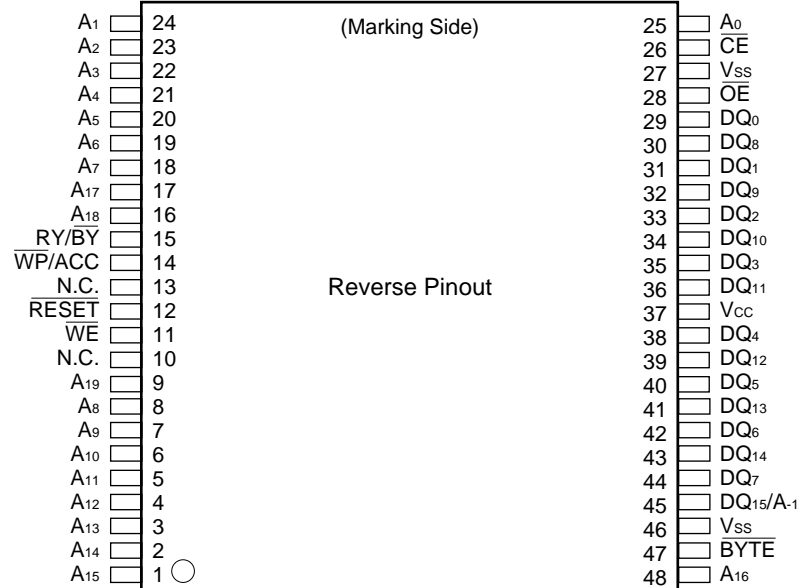 (Marking Side)
A1 24 25 A0
A2 23 26 CE
A3 22 27 VSS
A4 21 28 OE
A5 20 29 DQ0
A6 19 30 DQ8
A7 18 31 DQ1
A17 17 32 DQ9
A18 16 33 DQ2
RY/BY 15 34 DQ10
WP/ACC 14 35 DQ3
N.C. 13 Reverse Pinout 36 DQ11
RESET 12 37 VCC
WE 11 38 DQ4
N.C. 10 39 DQ12
A19 9 40 DQ5
A8 8 41 DQ13
A9 7 42 DQ6
A10 6 43 DQ14
A11 5 44 DQ7
A12 4 45 DQ15/A-1
A13 3 46 VSS
A14 2 47 BYTE
A15 1 48 A16